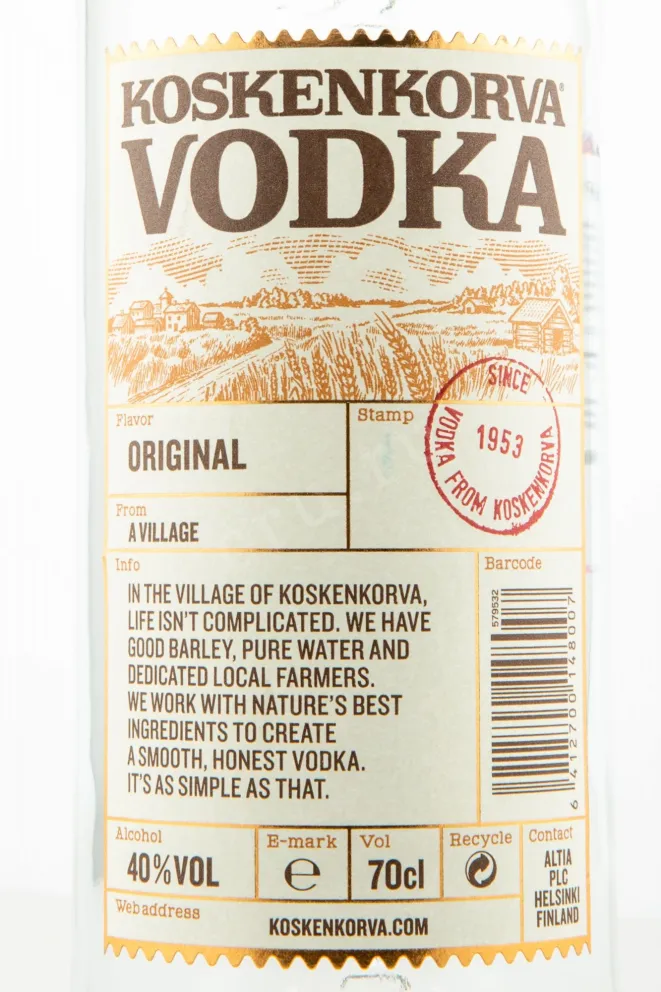 KOSKENKORVA®
VODKA
Flavor
ORIGINAL
Stamp
SINCE
1953
VODKA FROM KOSKENKORVA
From
A VILLAGE
Info
IN THE VILLAGE OF KOSKENKORVA,
LIFE ISN'T COMPLICATED. WE HAVE
GOOD BARLEY, PURE WATER AND
DEDICATED LOCAL FARMERS.
WE WORK WITH NATURE'S BEST
INGREDIENTS TO CREATE
A SMOOTH, HONEST VODKA.
IT'S AS SIMPLE AS THAT.
Barcode
579532
6 412700 148007
Alcohol
40%VOL
E-mark
℮
Vol
70cl
Recycle
Contact
ALTIA
PLC
HELSINKI
FINLAND
Web address
KOSKENKORVA.COM